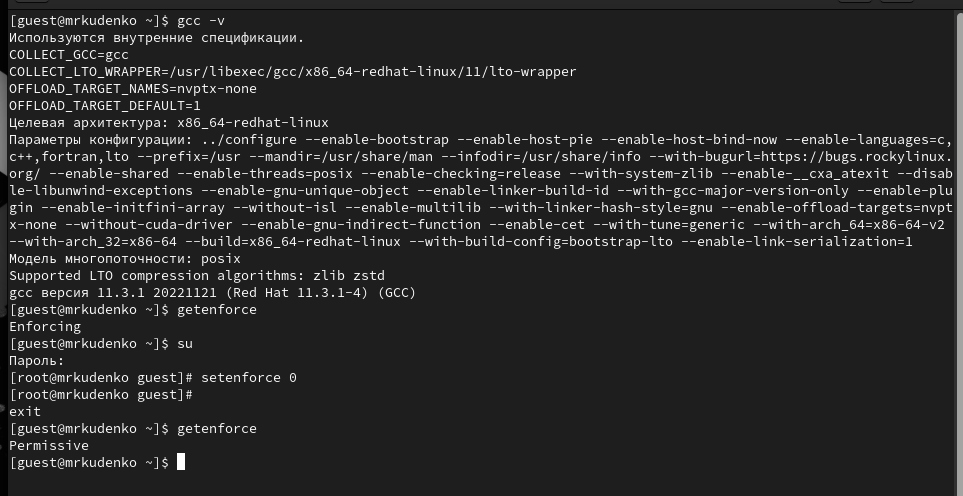 [guest@mrkudenko ~]$ gcc -v
Используются внутренние спецификации.
COLLECT_GCC=gcc
COLLECT_LTO_WRAPPER=/usr/libexec/gcc/x86_64-redhat-linux/11/lto-wrapper
OFFLOAD_TARGET_NAMES=nvptx-none
OFFLOAD_TARGET_DEFAULT=1
Целевая архитектура: x86_64-redhat-linux
Параметры конфигурации: ../configure --enable-bootstrap --enable-host-pie --enable-host-bind-now --enable-languages=c,
c++,fortran,lto --prefix=/usr --mandir=/usr/share/man --infodir=/usr/share/info --with-bugurl=https://bugs.rockylinux.
org/ --enable-shared --enable-threads=posix --enable-checking=release --with-system-zlib --enable-__cxa_atexit --disab
le-libunwind-exceptions --enable-gnu-unique-object --enable-linker-build-id --with-gcc-major-version-only --enable-plu
gin --enable-initfini-array --without-isl --enable-multilib --with-linker-hash-style=gnu --enable-offload-targets=nvpt
x-none --without-cuda-driver --enable-gnu-indirect-function --enable-cet --with-tune=generic --with-arch_64=x86-64-v2
--with-arch_32=x86-64 --build=x86_64-redhat-linux --with-build-config=bootstrap-lto --enable-link-serialization=1
Модель многопоточности: posix
Supported LTO compression algorithms: zlib zstd
gcc версия 11.3.1 20221121 (Red Hat 11.3.1-4) (GCC)
[guest@mrkudenko ~]$ getenforce
Enforcing
[guest@mrkudenko ~]$ su
Пароль:
[root@mrkudenko guest]# setenforce 0
[root@mrkudenko guest]#
exit
[guest@mrkudenko ~]$ getenforce
Permissive
[guest@mrkudenko ~]$